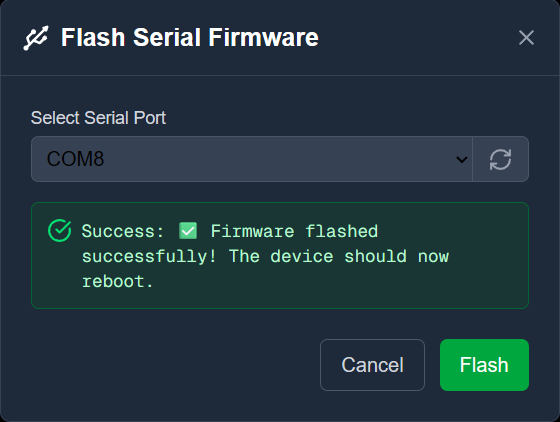 Flash Serial Firmware
Select Serial Port
COM8
Success: ✅ Firmware flashed
successfully! The device should now
reboot.
Cancel
Flash